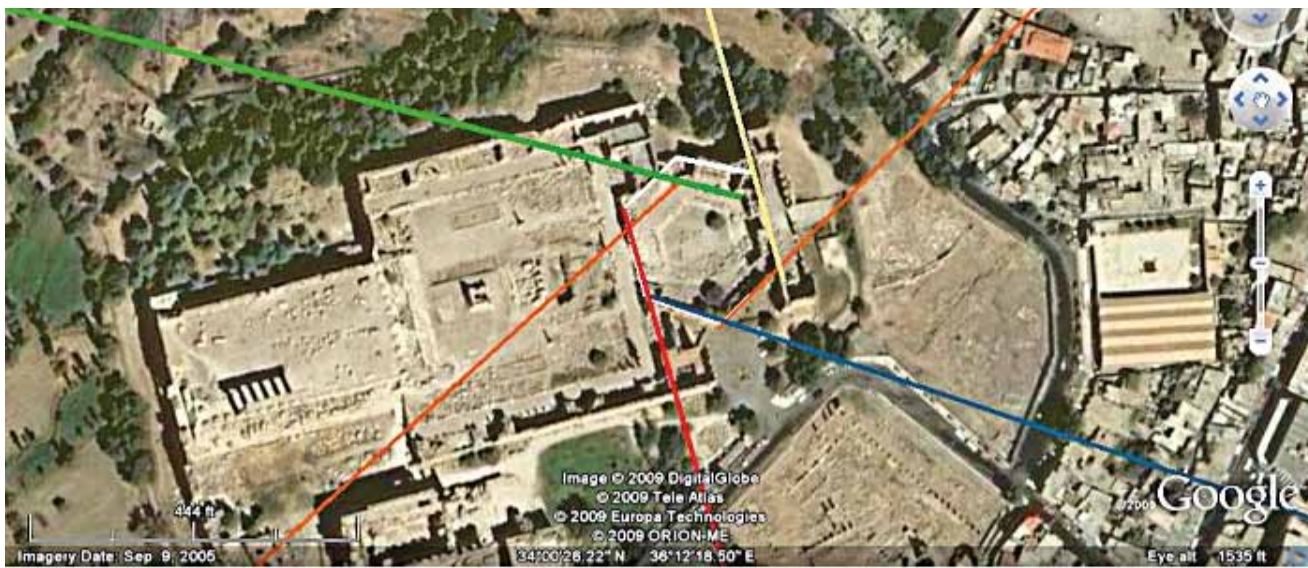 Image © 2009 DigitalGlobe
© 2009 Tele Atlas
© 2009 Europa Technologies
© 2009 ORION-ME
©2009 Google
444 ft
Imagery Date: Sep 9, 2005
34°00'26.22" N 36°12'18.50" E
Eye alt 1535 ft